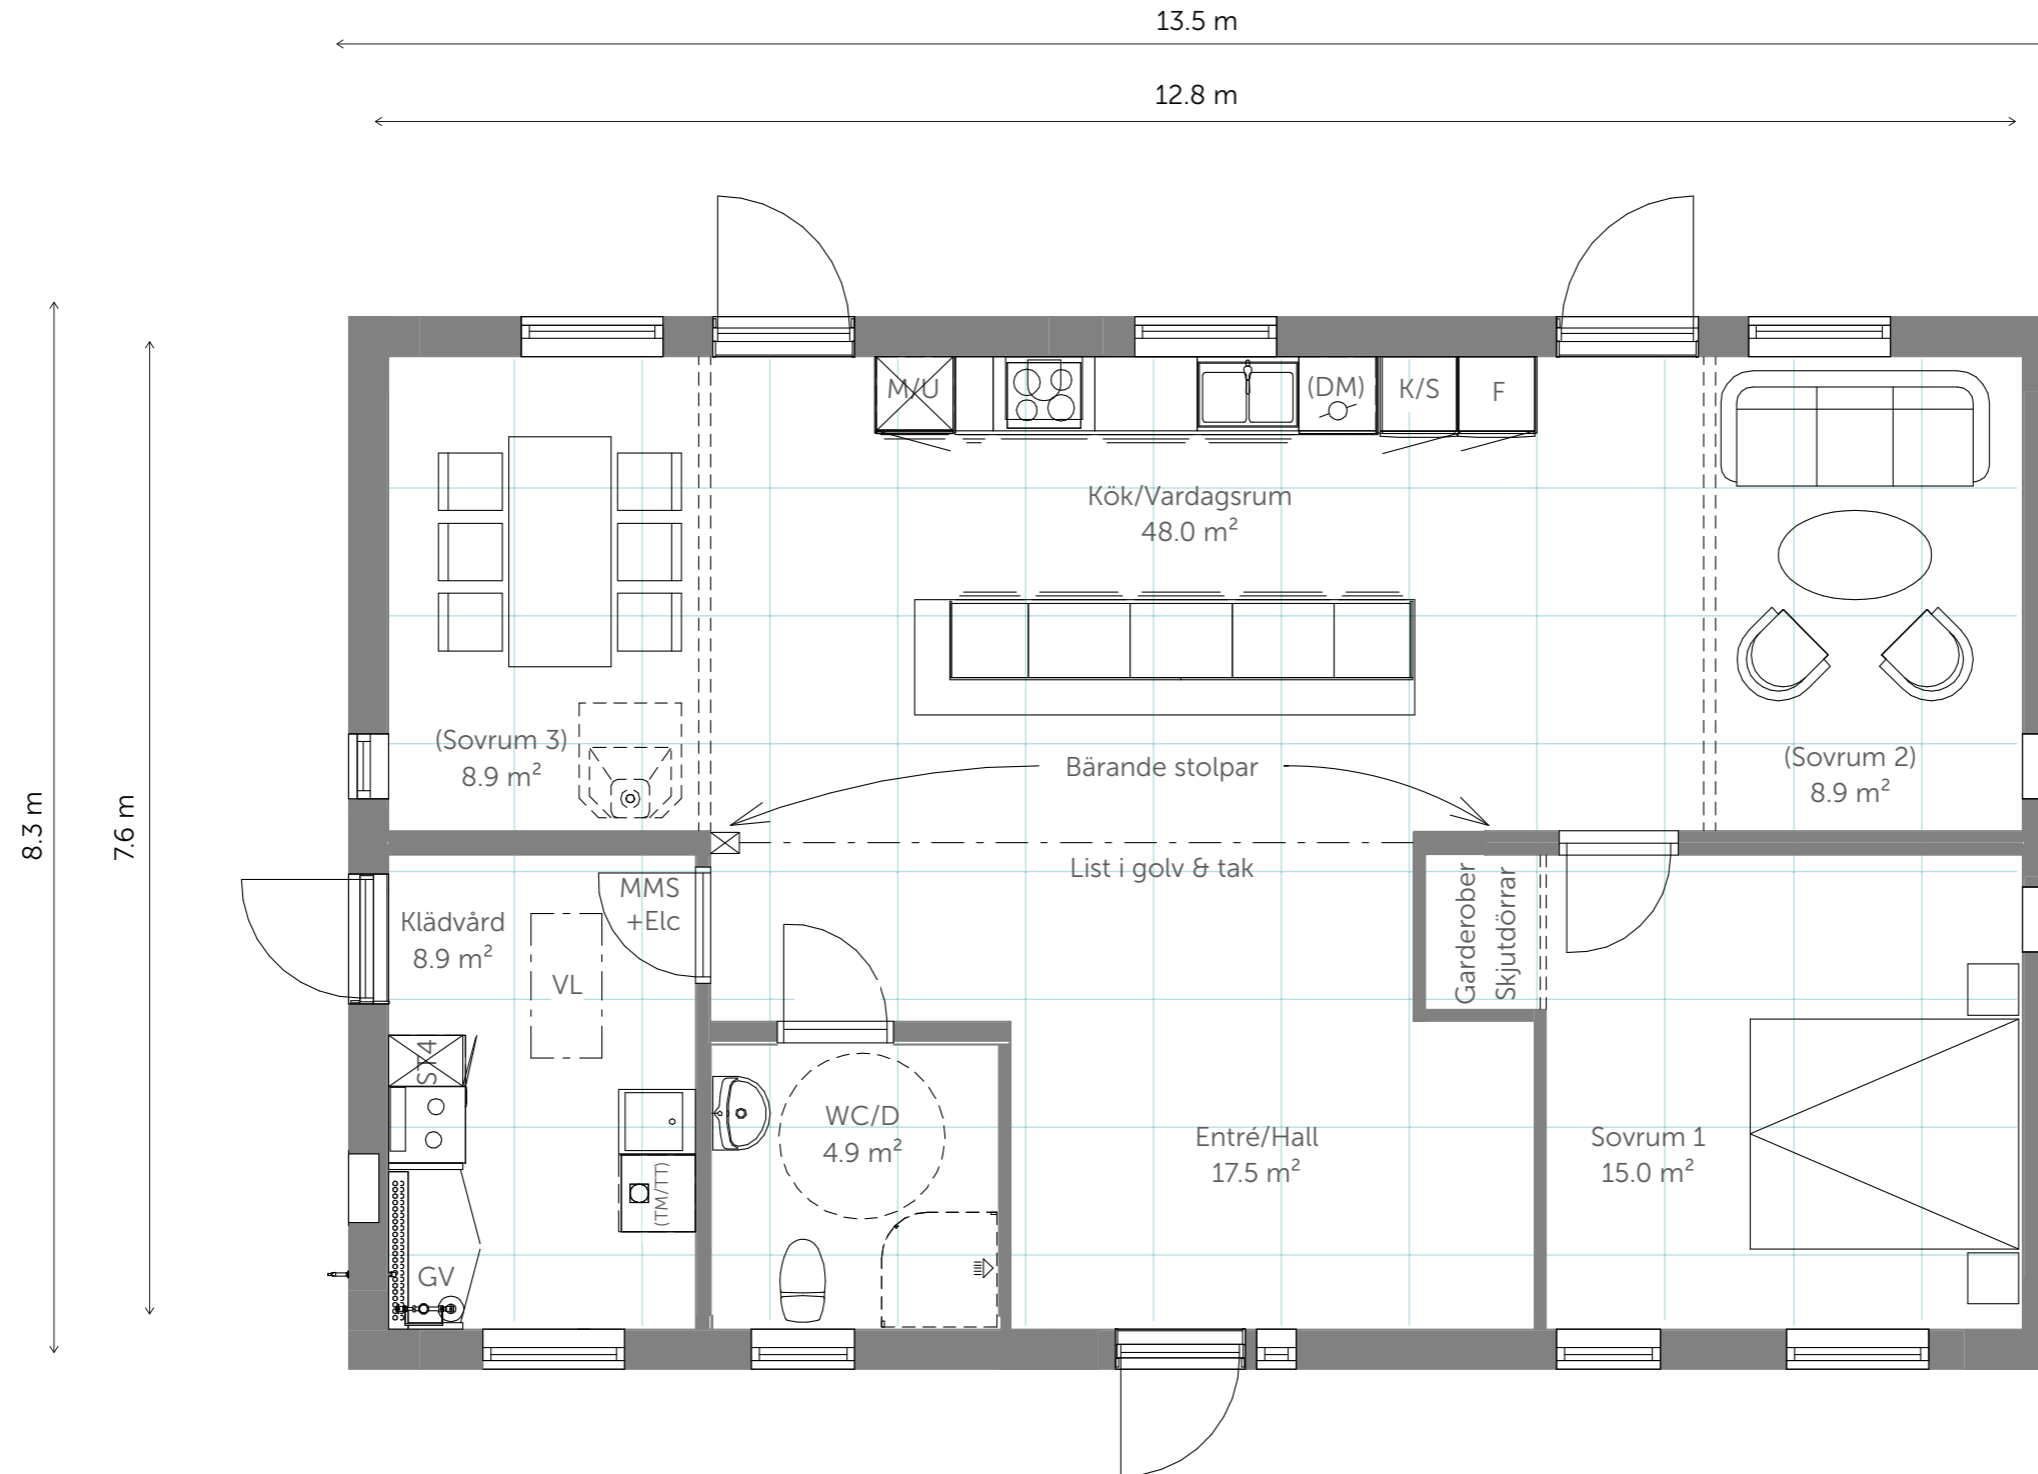 13.5 m
12.8 m
8.3 m
7.6 m
M/U
(DM)
K/S
F
Kök/Vardagsrum
48.0 m²
(Sovrum 3)
8.9 m²
Bärande stolpar
(Sovrum 2)
8.9 m²
List i golv & tak
MMS
+Elc
Klädvård
8.9 m²
VL
Garderober
Skjutdörrar
ST4
WC/D
4.9 m²
Entré/Hall
17.5 m²
Sovrum 1
15.0 m²
(TM/TT)
GV